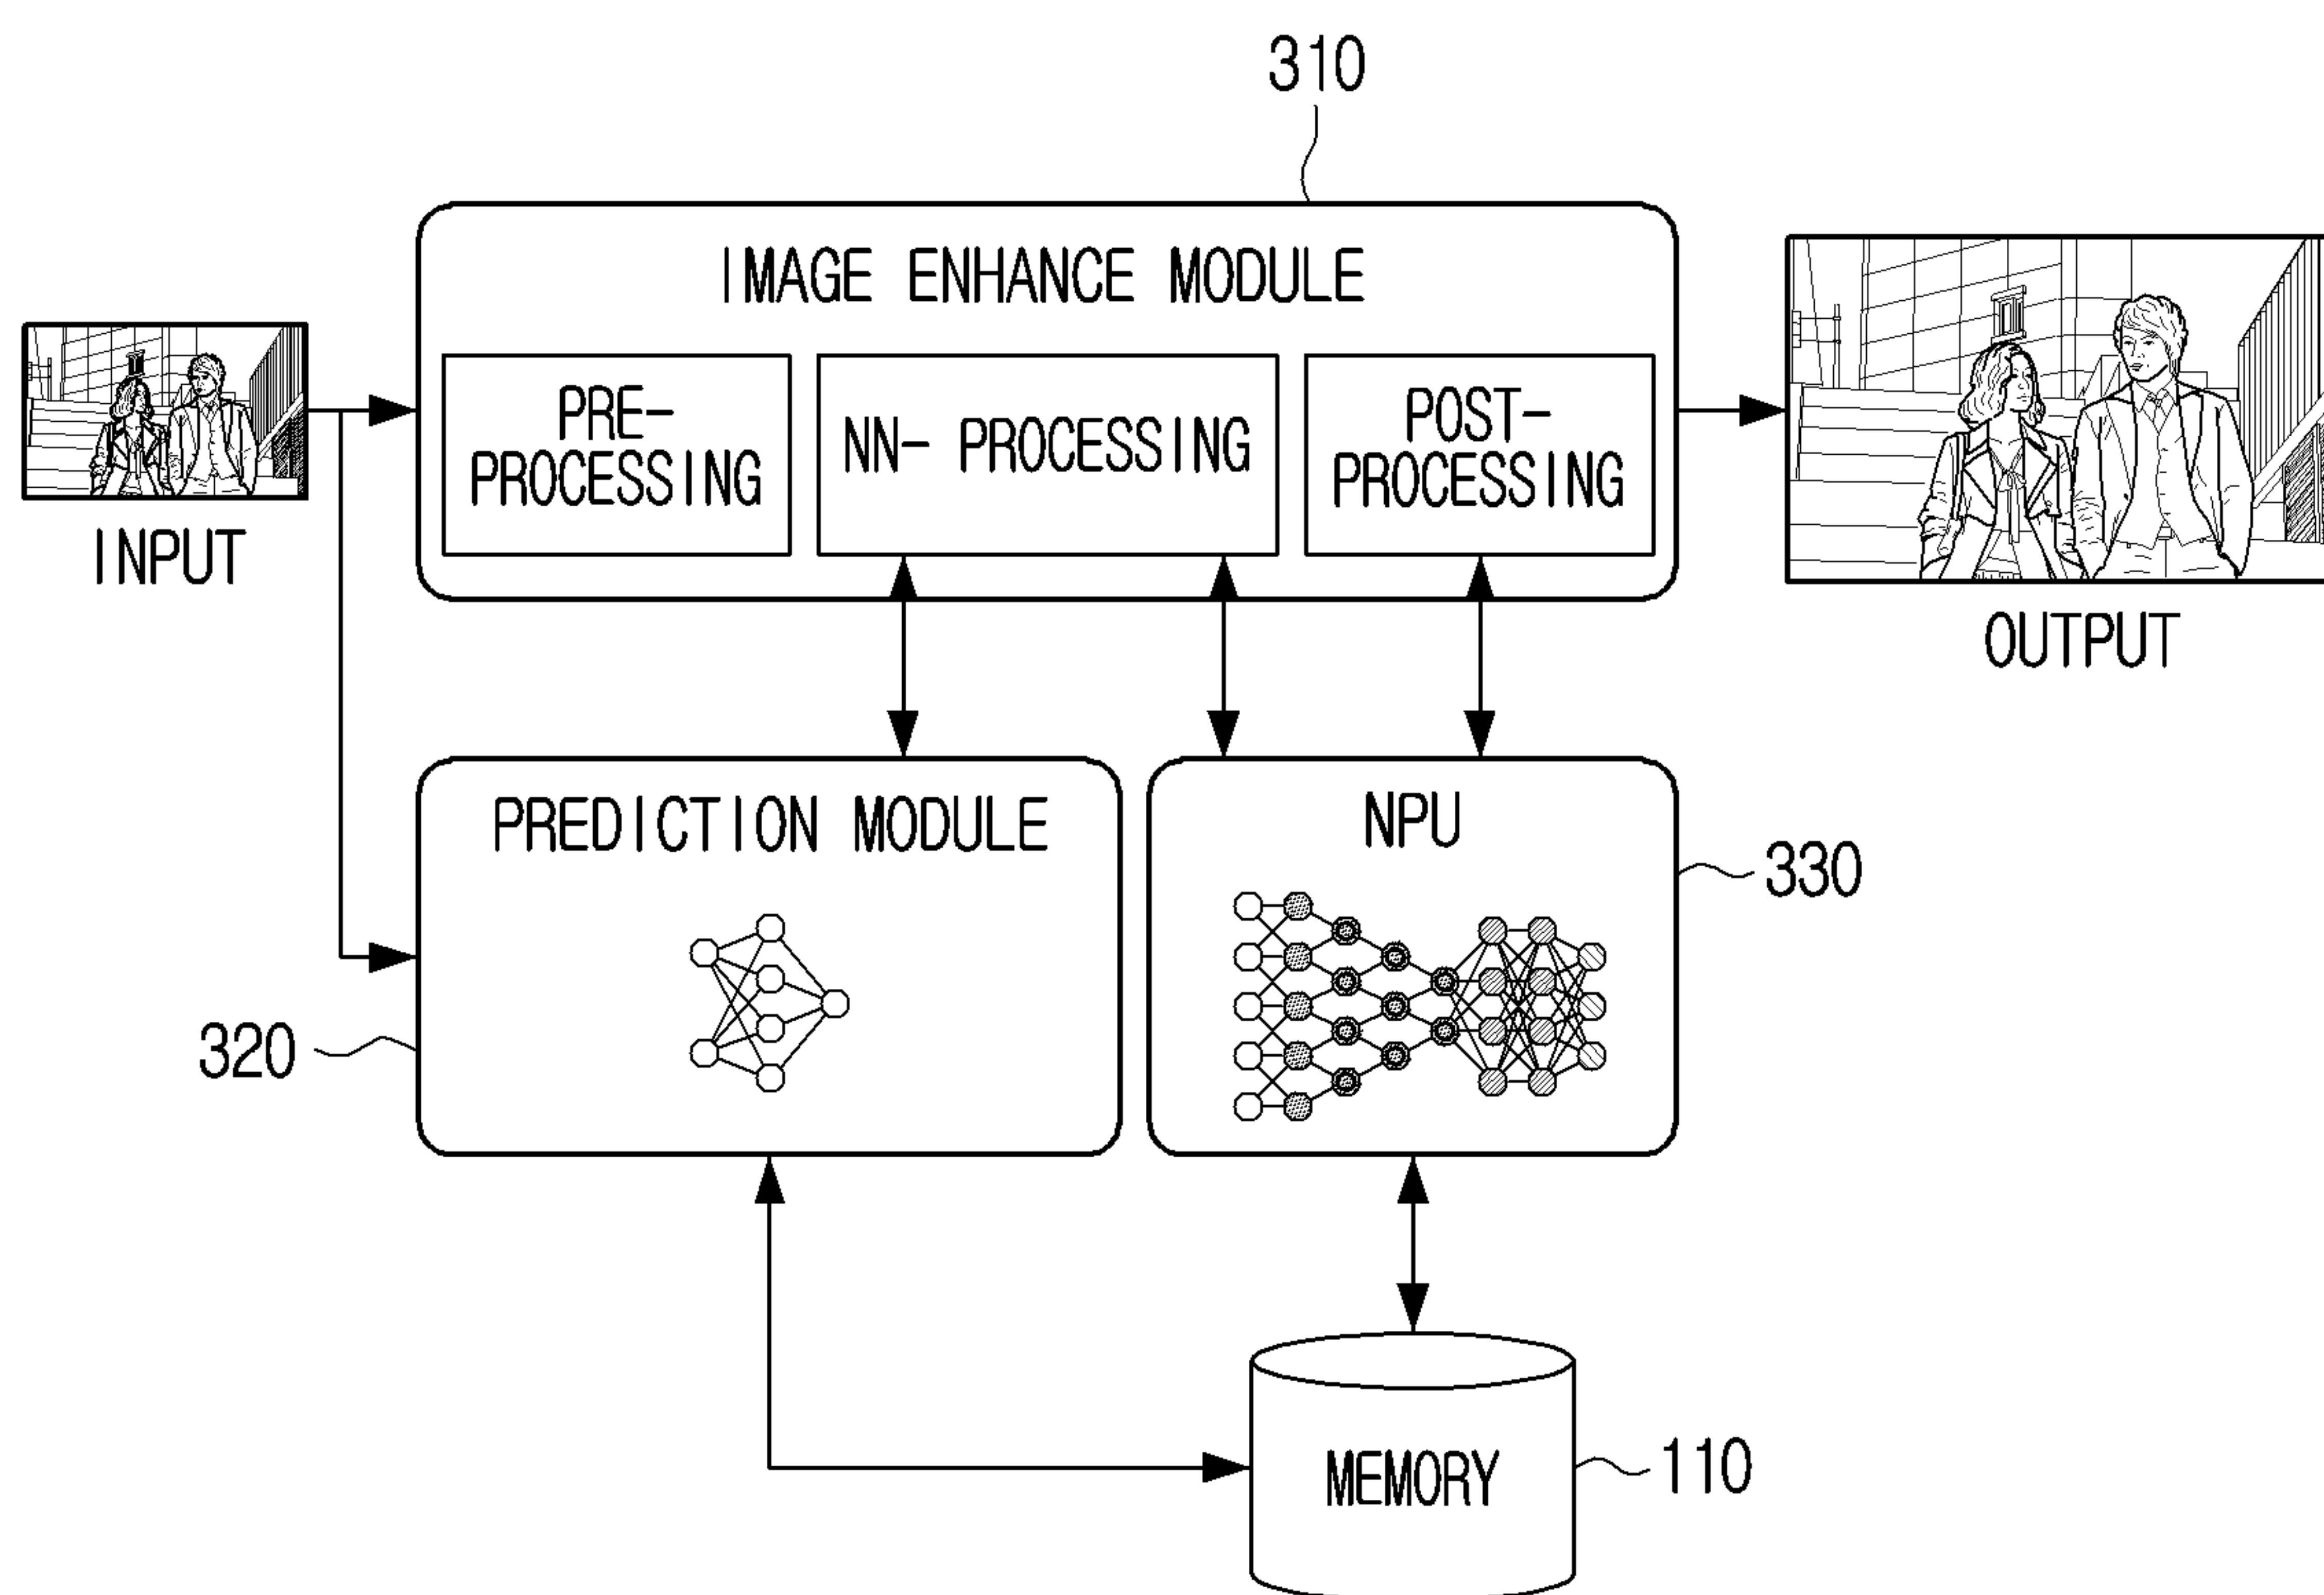 310
IMAGE ENHANCE MODULE
PRE-
PROCESSING
NN- PROCESSING
POST-
PROCESSING
INPUT
OUTPUT
PREDICTION MODULE
NPU
330
320
MEMORY
110